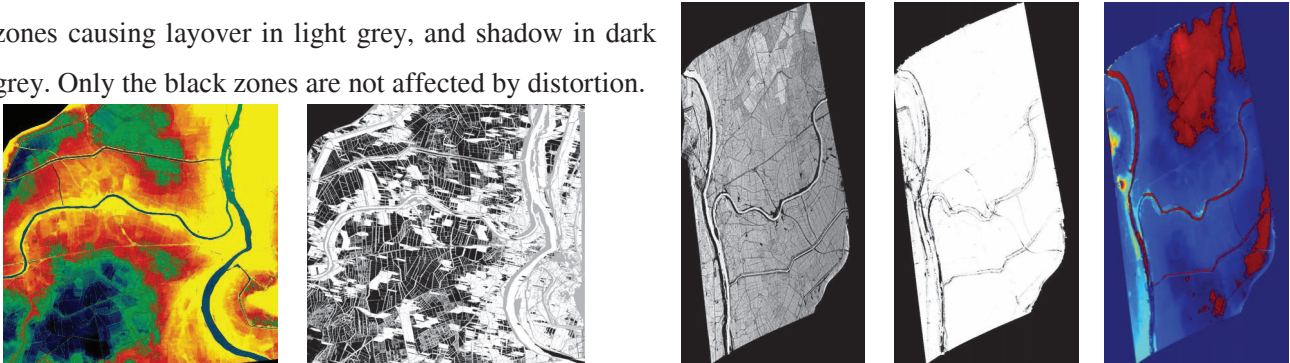 zones causing layover in light grey, and shadow in dark
grey. Only the black zones are not affected by distortion.